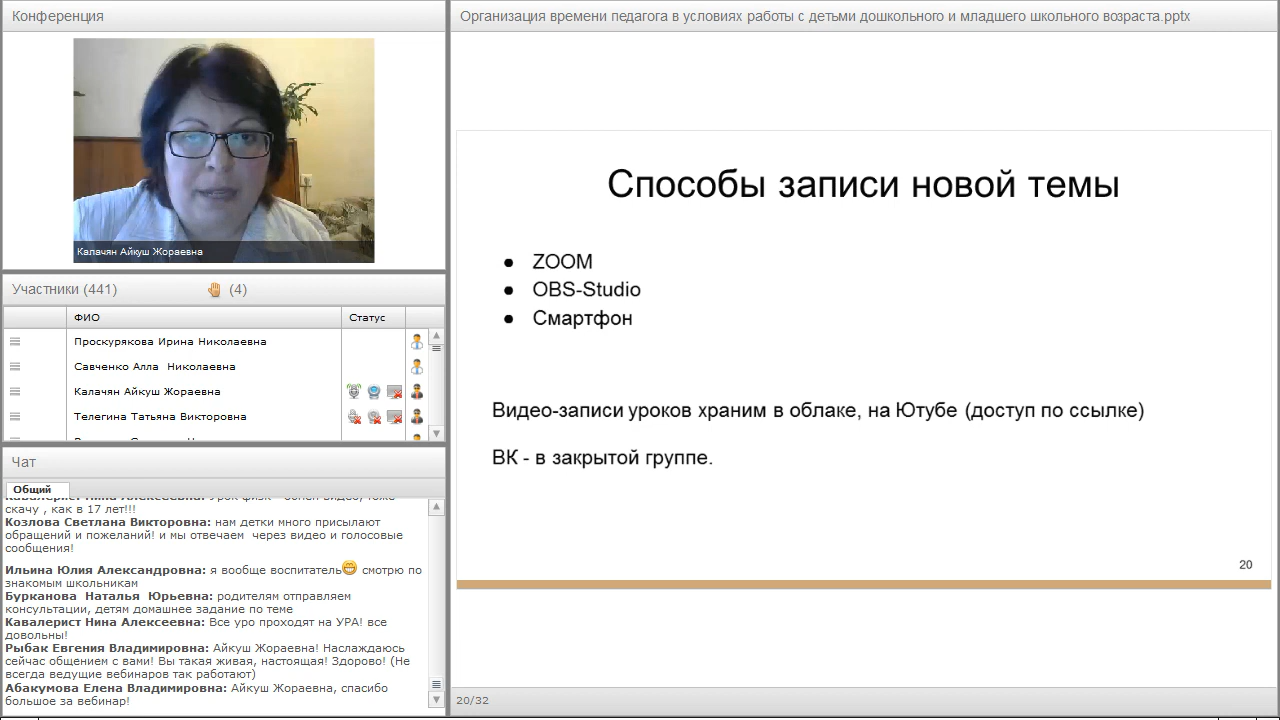 Конференция
Калачян Айкуш Жораевна
Участники (441)
(4)
ФИО
Статус
Проскурякова Ирина Николаевна
Савченко Алла Николаевна
Калачян Айкуш Жораевна
Телегина Татьяна Викторовна
Чат
Общий
скачу , как в 17 лет!!!
Козлова Светлана Викторовна: нам детки много присылают
обращений и пожеланий! и мы отвечаем через видео и голосовые
сообщения!
Ильина Юлия Александровна: я вообще воспитатель смотрю по
знакомым школьникам
Бурканова Наталья Юрьевна: родителям отправляем
консультации, детям домашнее задание по теме
Кавалерист Нина Алексеевна: Все уро проходят на УРА! все
довольны!
Рыбак Евгения Владимировна: Айкуш Жораевна! Наслаждаюсь
сейчас общением с вами! Вы такая живая, настоящая! Здорово! (Не
всегда ведущие вебинаров так работают)
Абакумова Елена Владимировна: Айкуш Жораевна, спасибо
большое за вебинар!
Организация времени педагога в условиях работы с детьми дошкольного и младшего школьного возраста.pptx
Способы записи новой темы
● ZOOM
● OBS-Studio
● Смартфон
Видео-записи уроков храним в облаке, на Ютубе (доступ по ссылке)
ВК - в закрытой группе.
20
20/32